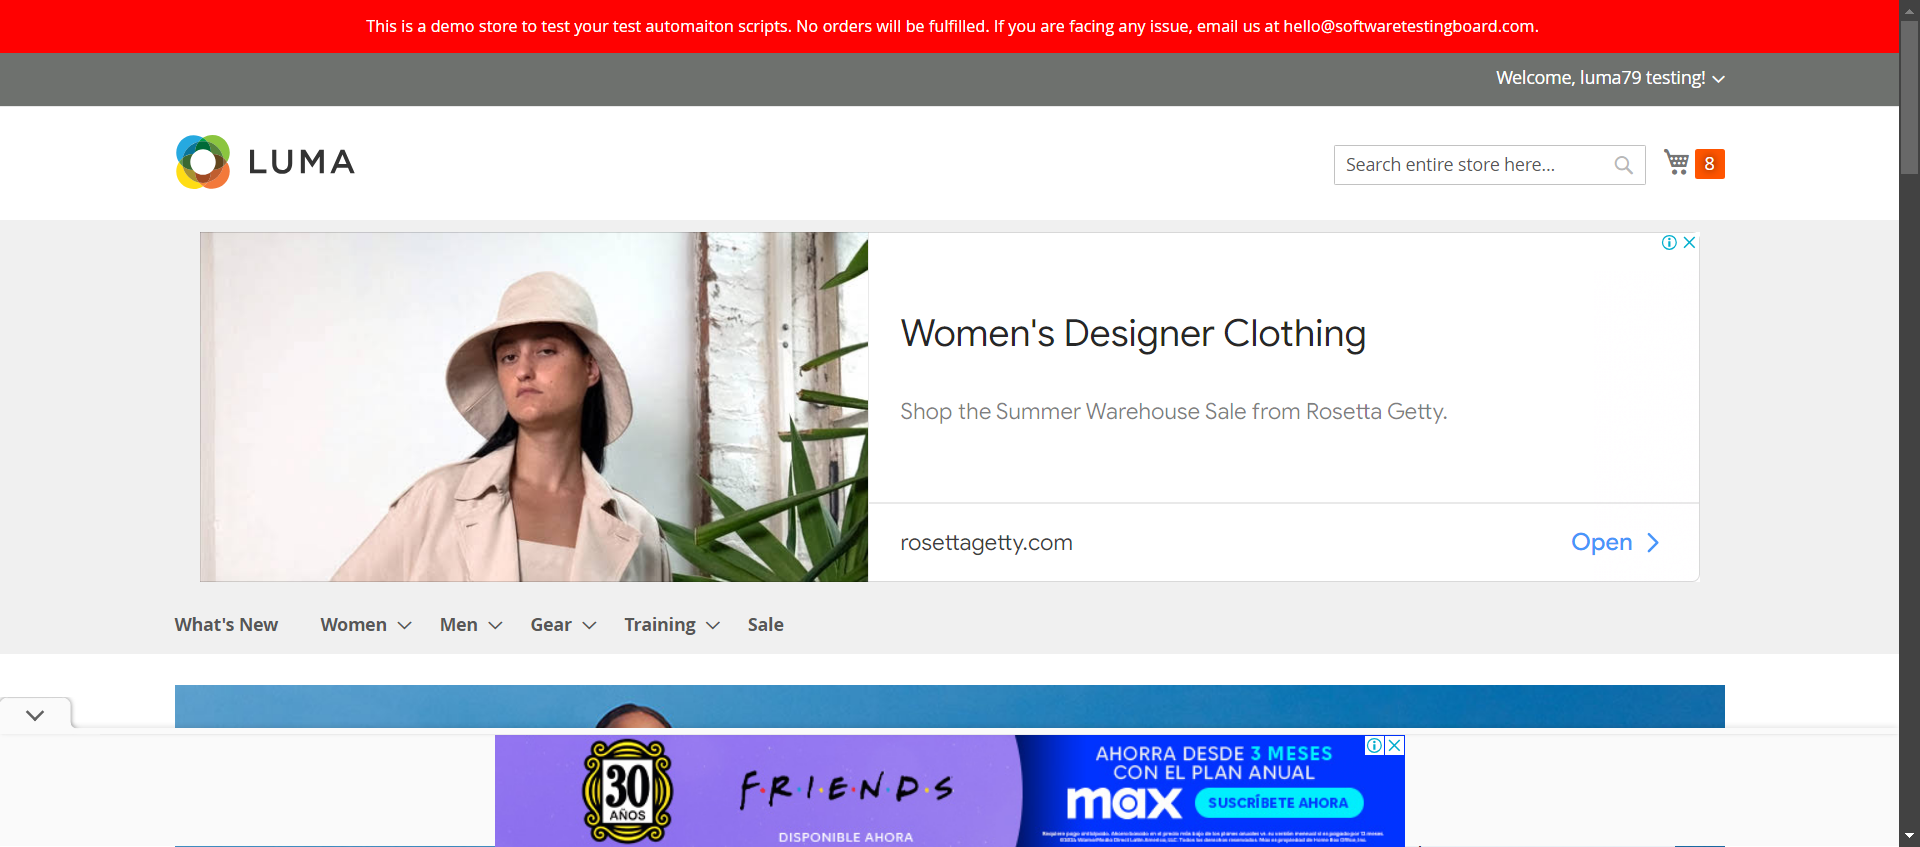 This is a demo store to test your test automaiton scripts. No orders will be fulfilled. If you are facing any issue, email us at hello@softwaretestingboard.com.
Welcome, luma79 testing!
LUMA
Search entire store here...
8
Women's Designer Clothing
Shop the Summer Warehouse Sale from Rosetta Getty.
rosettagetty.com
Open
What's New Women Men Gear Training Sale
30
AÑOS
F·R·I·E·N·D·S
DISPONIBLE AHORA
AHORRA DESDE 3 MESES
CON EL PLAN ANUAL
max
SUSCRÍBETE AHORA